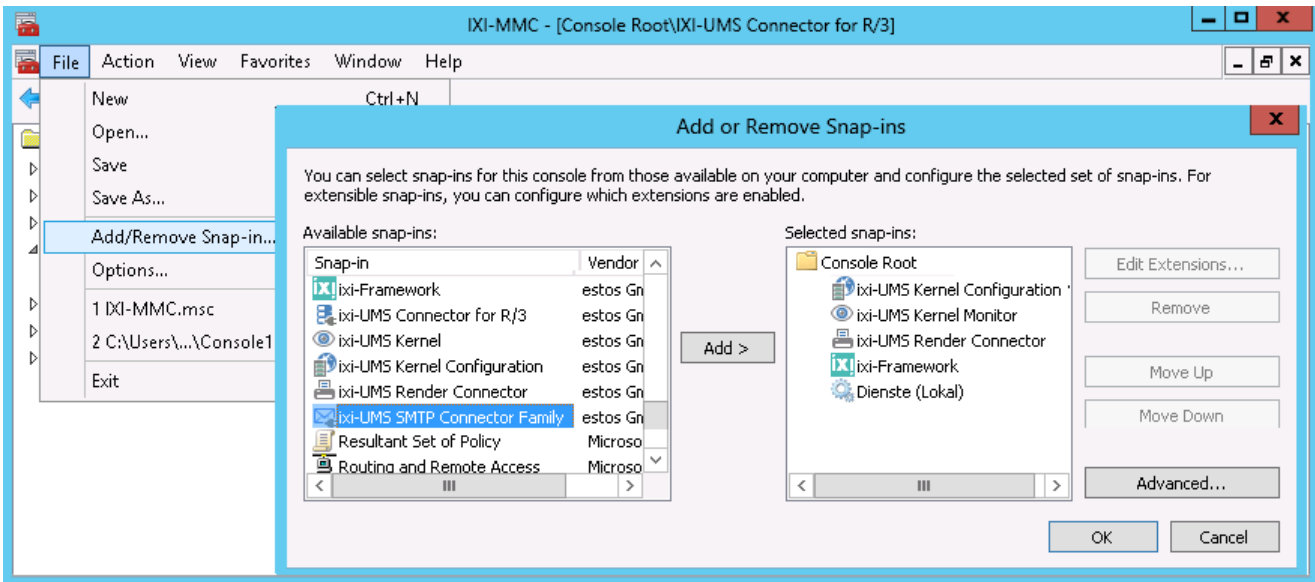 IXI-MMC - [Console Root\IXI-UMS Connector for R/3]
File Action View Favorites Window Help
New Ctrl+N
Open...
Save
Save As...
Add/Remove Snap-in...
Options...
1 IXI-MMC.msc
2 C:\Users\...\Console1
Exit
Add or Remove Snap-ins
You can select snap-ins for this console from those available on your computer and configure the selected set of snap-ins. For
extensible snap-ins, you can configure which extensions are enabled.
Available snap-ins:
Snap-in Vendor
ixi-Framework estos Gn
ixi-UMS Connector for R/3 estos Gn
ixi-UMS Kernel estos Gn
ixi-UMS Kernel Configuration estos Gn
ixi-UMS Render Connector estos Gn
ixi-UMS SMTP Connector Family estos Gn
Resultant Set of Policy Microso
Routing and Remote Access Microso
Add >
Selected snap-ins:
Console Root
ixi-UMS Kernel Configuration
ixi-UMS Kernel Monitor
ixi-UMS Render Connector
ixi-Framework
Dienste (Lokal)
Edit Extensions...
Remove
Move Up
Move Down
Advanced...
OK Cancel